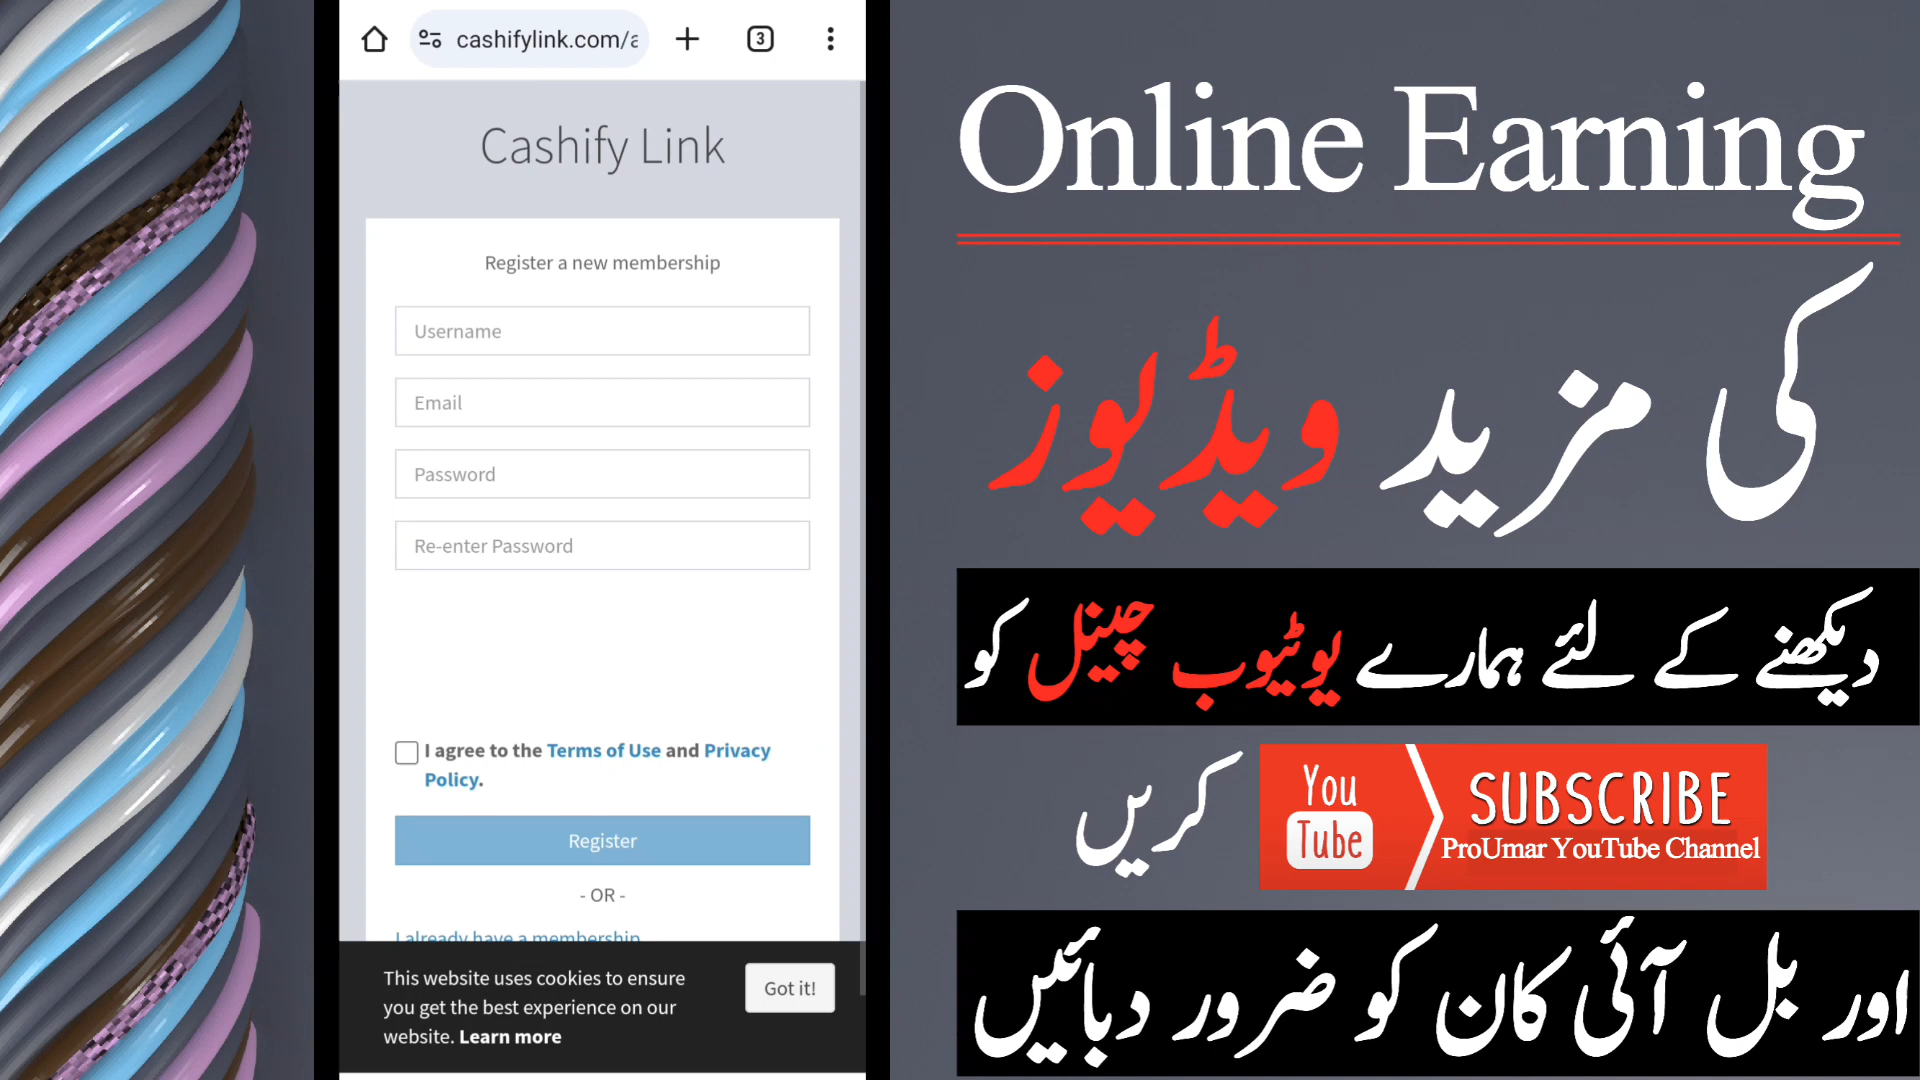 3
cashifylink.com/a
Cashify Link
Register a new membership
Username
Email
Password
Re-enter Password
I agree to the Terms of Use and Privacy
Policy.
Register
- OR -
I already have a membership
This website uses cookies to ensure
you get the best experience on our
website. Learn more
Got it!
Online Earning
کی مزید ویڈیوز
دیکھنے کے لئے ہمارے یوٹیوب چینل کو
You
Tube
SUBSCRIBE
ProUmar YouTube Channel
کریں
اور بل آئی کان کو ضرور دبائیں